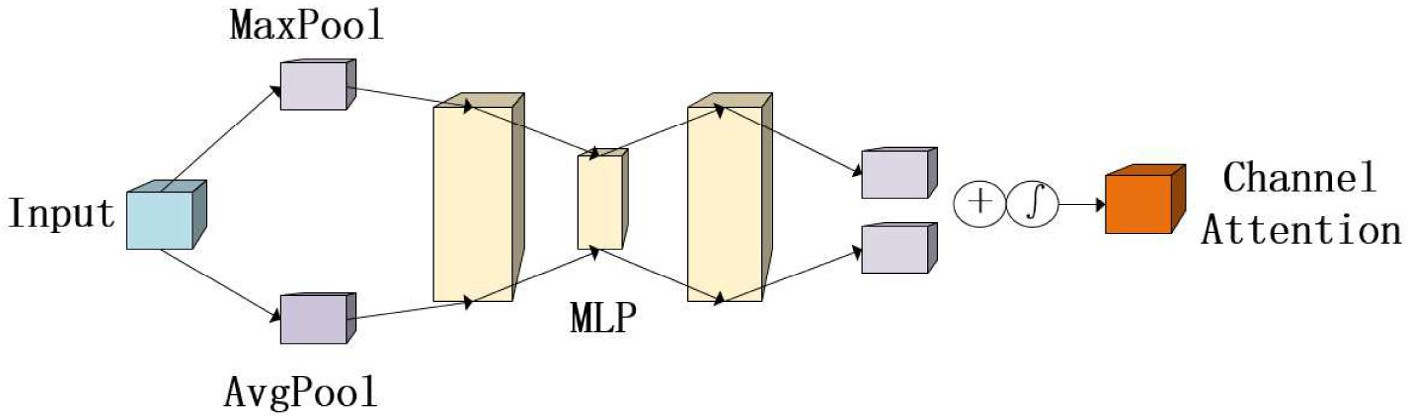 MaxPool
Input
+
∫
Channel
Attention
MLP
AvgPool